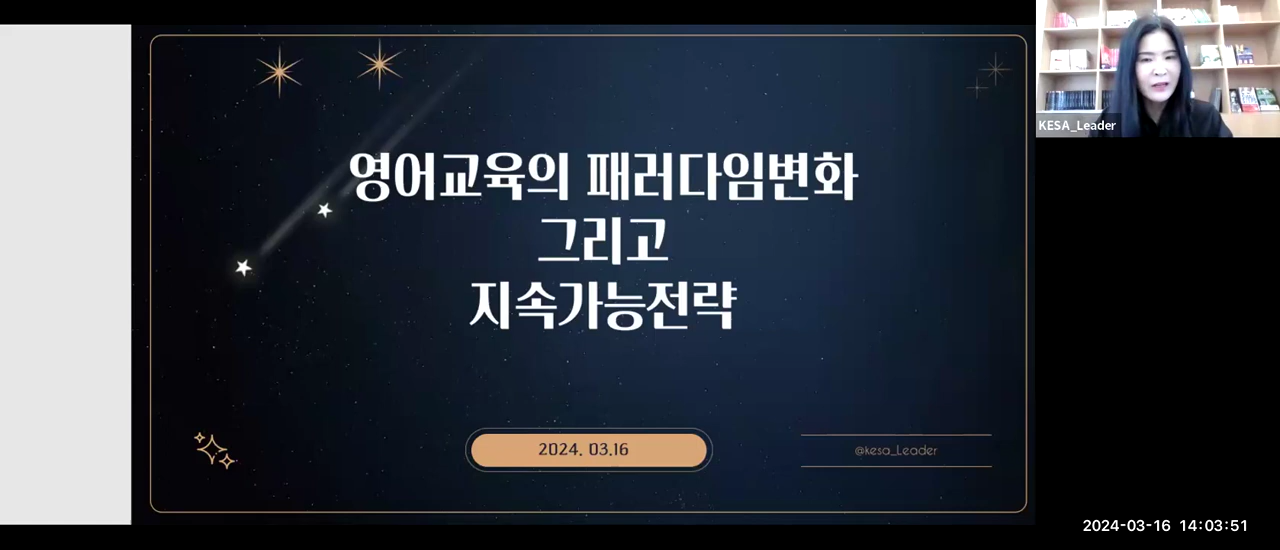 영어교육의 패러다임변화
그리고
지속가능전략
2024. 03.16
@kesa_Leader
KESA_Leader
2024-03-16 14:03:51